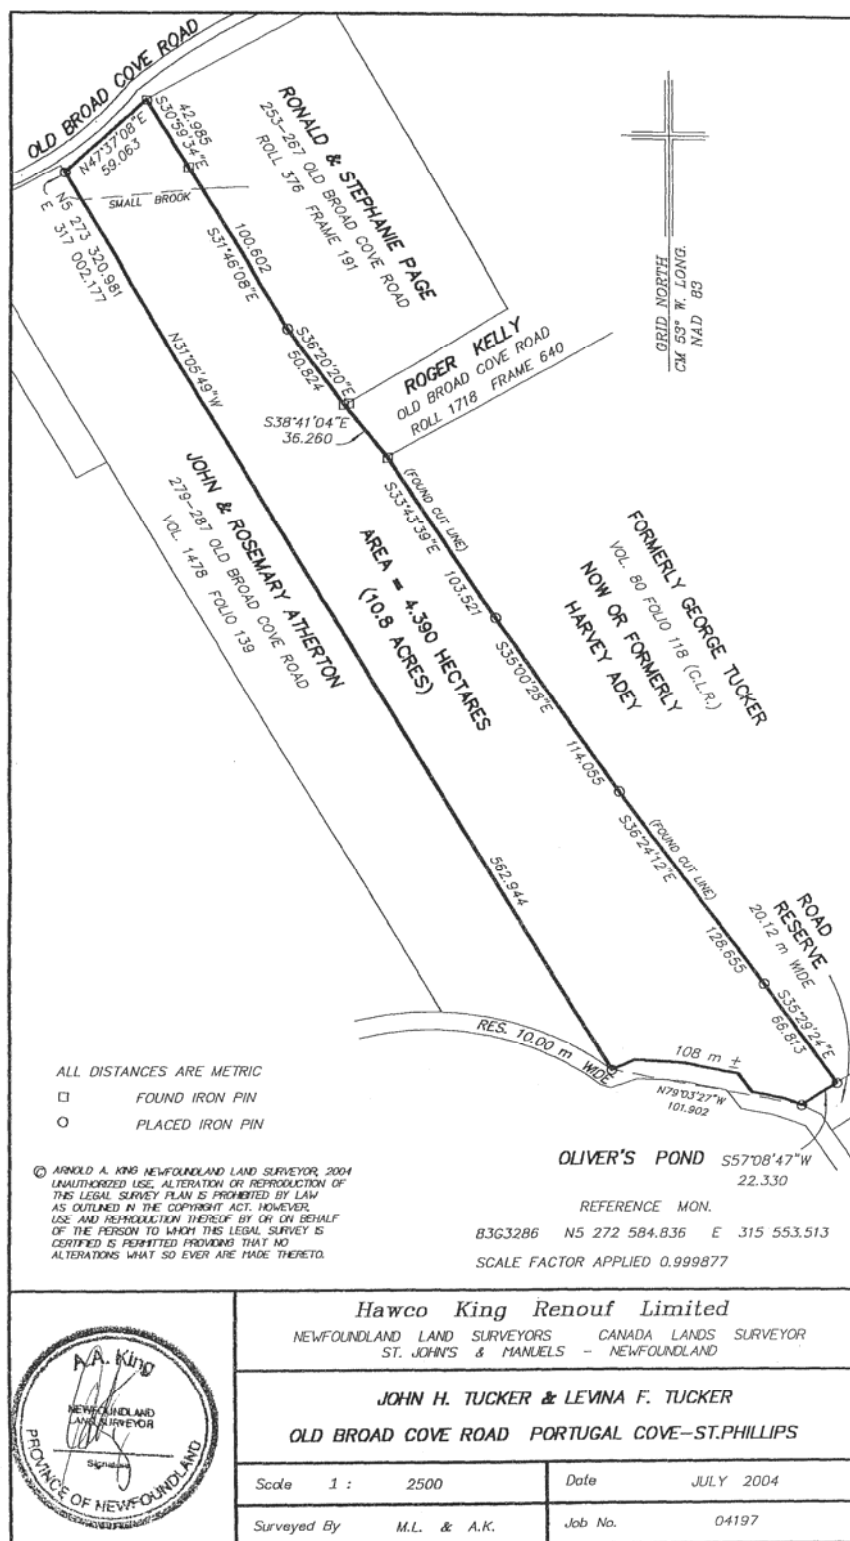 OLD BROAD COVE ROAD
N47°37'08"E
59.063
42.985
S30°59'34"E
RONALD & STEPHANIE PAGE
253-267 OLD BROAD COVE ROAD
ROLL 376 FRAME 191
SMALL BROOK
N5 273 320.981
E 317 002.177
100.602
S31°46'08"E
GRID NORTH
CM 53° W. LONG.
NAD 83
N31°05'49"W
S36°20'20"E
50.824
ROGER KELLY
OLD BROAD COVE ROAD
ROLL 1718 FRAME 640
S38°41'04"E
36.260
JOHN & ROSEMARY ATHERTON
279-287 OLD BROAD COVE ROAD
VOL. 1478 FOLIO 139
(FOUND CUT LINE)
S33°43'39"E
103.521
AREA = 4.390 HECTARES
(10.8 ACRES)
FORMERLY GEORGE TUCKER
VOL. 80 FOLIO 118 (C.L.R.)
NOW OR FORMERLY
HARVEY ADEY
S35°00'28"E
114.055
(FOUND CUT LINE)
S36°24'12"E
128.655
562.944
ROAD
RESERVE
20.12 m WIDE
S35°29'24"E
66.813
RES. 10.00 m WIDE
108 m ±
N79°03'27"W
101.902
ALL DISTANCES ARE METRIC
FOUND IRON PIN
PLACED IRON PIN
OLIVER'S POND
S57°08'47"W
22.330
© ARNOLD A. KING NEWFOUNDLAND LAND SURVEYOR, 2004
UNAUTHORIZED USE, ALTERATION OR REPRODUCTION OF
THIS LEGAL SURVEY PLAN IS PROHIBITED BY LAW
AS OUTLINED IN THE COPYRIGHT ACT. HOWEVER,
USE AND REPRODUCTION THEREOF BY OR ON BEHALF
OF THE PERSON TO WHOM THIS LEGAL SURVEY IS
CERTIFIED IS PERMITTED PROVIDING THAT NO
ALTERATIONS WHAT SO EVER ARE MADE THERETO.
REFERENCE MON.
83G3286 N5 272 584.836 E 315 553.513
SCALE FACTOR APPLIED 0.999877
A.A. King
NEWFOUNDLAND
LAND SURVEYOR
Signature
PROVINCE OF NEWFOUNDLAND
Hawco King Renouf Limited
NEWFOUNDLAND LAND SURVEYORS CANADA LANDS SURVEYOR
ST. JOHN'S & MANUELS - NEWFOUNDLAND
JOHN H. TUCKER & LEVINA F. TUCKER
OLD BROAD COVE ROAD PORTUGAL COVE-ST.PHILLIPS
Scale 1 : 2500
Date JULY 2004
Surveyed By M.L. & A.K.
Job No. 04197